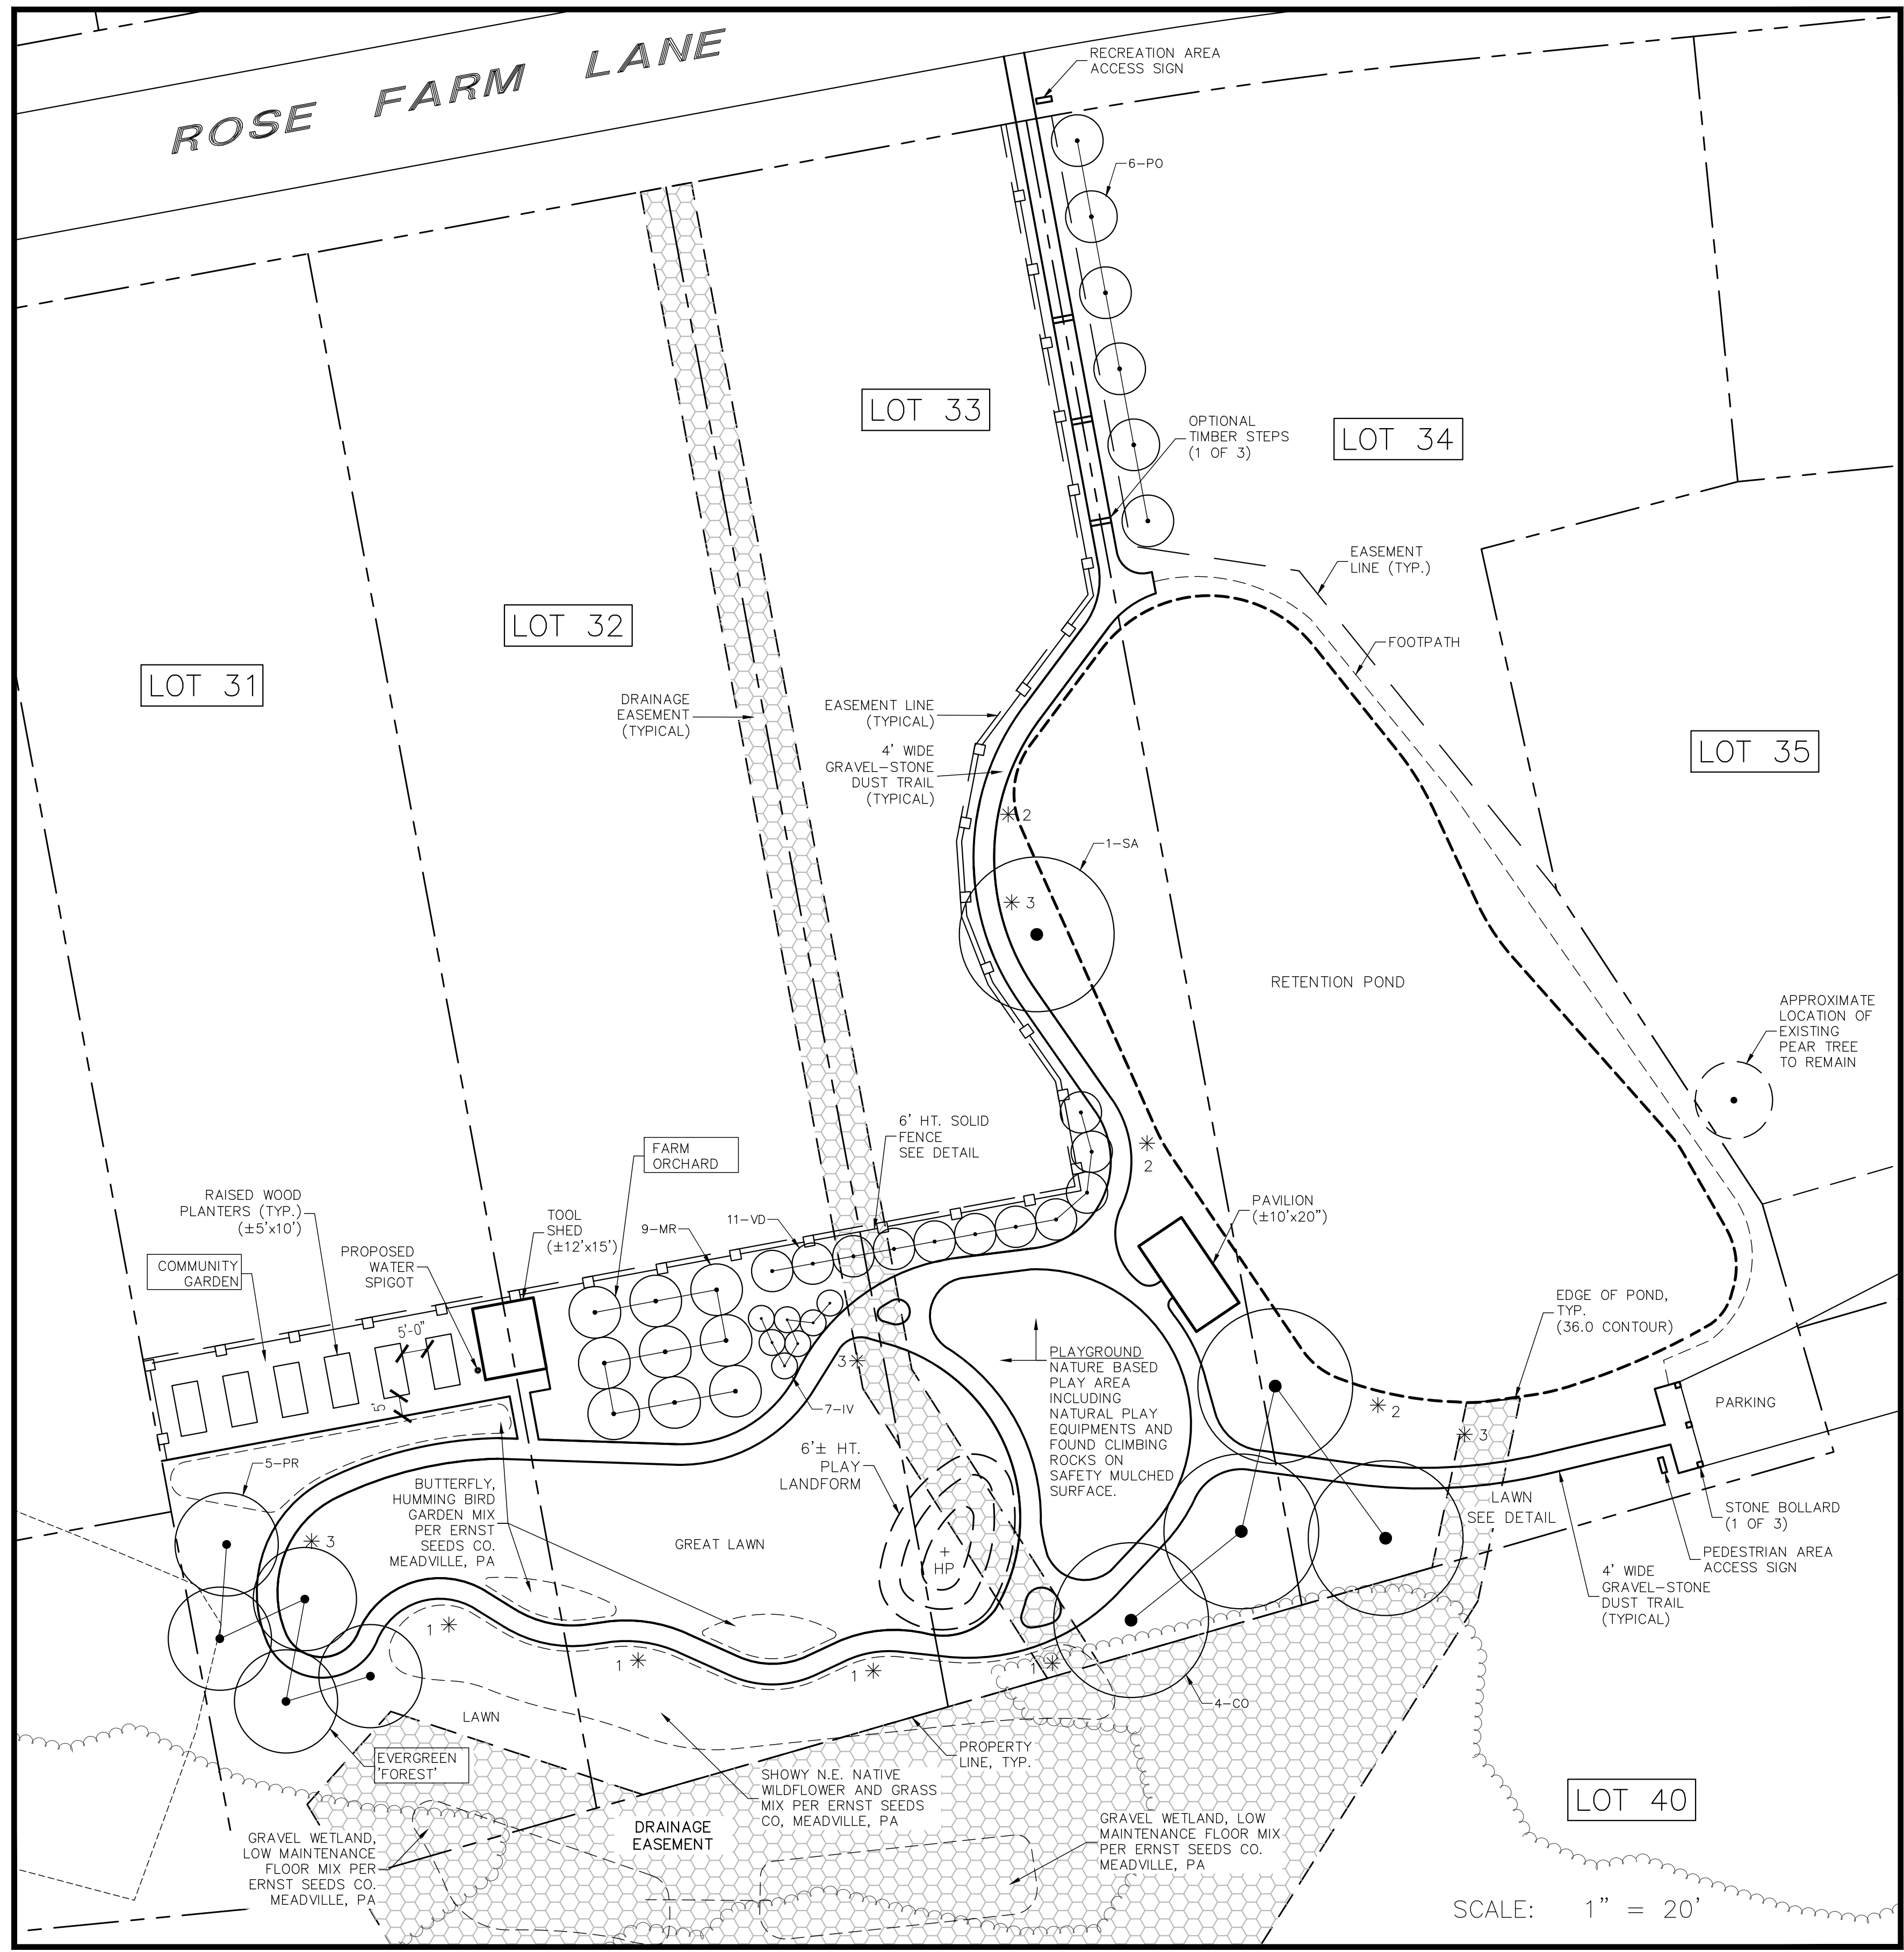 ROSE FARM LANE
RECREATION AREA
ACCESS SIGN
6-PO
LOT 33
OPTIONAL
TIMBER STEPS
(1 OF 3)
LOT 34
EASEMENT
LINE (TYP.)
LOT 32
FOOTPATH
LOT 31
DRAINAGE
EASEMENT
(TYPICAL)
EASEMENT LINE
(TYPICAL)
4' WIDE
GRAVEL-STONE
DUST TRAIL
(TYPICAL)
LOT 35
2
1-SA
3
RETENTION POND
APPROXIMATE
LOCATION OF
EXISTING
PEAR TREE
TO REMAIN
6' HT. SOLID
FENCE
SEE DETAIL
2
FARM
ORCHARD
RAISED WOOD
PLANTERS (TYP.)
(±5'x10')
TOOL
SHED
(±12'x15')
9-MR
11-VD
PAVILION
(±10'x20")
COMMUNITY
GARDEN
PROPOSED
WATER
SPIGOT
5'-0"
5'
3
7-IV
EDGE OF POND,
TYP.
(36.0 CONTOUR)
PLAYGROUND
NATURE BASED
PLAY AREA
INCLUDING
NATURAL PLAY
EQUIPMENTS AND
FOUND CLIMBING
ROCKS ON
SAFETY MULCHED
SURFACE.
PARKING
2
3
5-PR
6'± HT.
PLAY
LANDFORM
BUTTERFLY,
HUMMING BIRD
GARDEN MIX
PER ERNST
SEEDS CO.
MEADVILLE, PA
LAWN
SEE DETAIL
STONE BOLLARD
(1 OF 3)
3
GREAT LAWN
+
HP
PEDESTRIAN AREA
ACCESS SIGN
4' WIDE
GRAVEL-STONE
DUST TRAIL
(TYPICAL)
1
1
1
1
4-CO
LAWN
EVERGREEN
'FOREST'
PROPERTY
LINE, TYP.
SHOWY N.E. NATIVE
WILDFLOWER AND GRASS
MIX PER ERNST SEEDS
CO, MEADVILLE, PA
LOT 40
DRAINAGE
EASEMENT
GRAVEL WETLAND, LOW
MAINTENANCE FLOOR MIX
PER ERNST SEEDS CO.
MEADVILLE, PA
GRAVEL WETLAND,
LOW MAINTENANCE
FLOOR MIX PER
ERNST SEEDS CO.
MEADVILLE, PA
SCALE: 1" = 20'